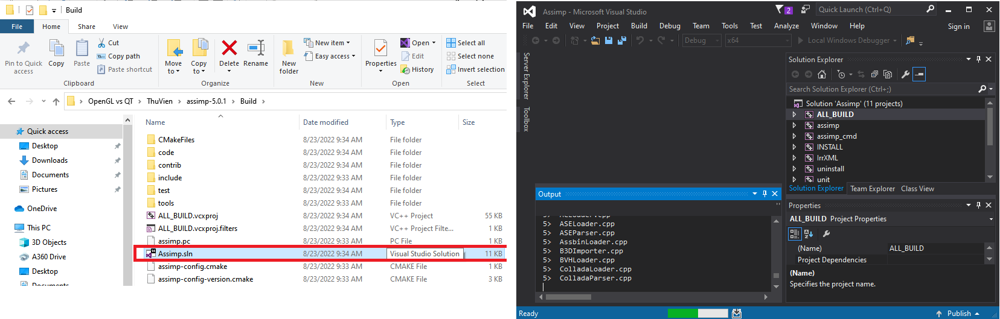 Build
File Home Share View
Pin to Quick access
Copy
Paste
Cut
Copy path
Paste shortcut
Clipboard
Move to
Copy to
Delete
Rename
Organize
New folder
New item
Easy access
New
Properties
Open
Edit
History
Open
Select all
Select none
Invert selection
Select
OpenGL vs QT > ThuVien > assimp-5.0.1 > Build >
Name Date modified Type Size
Quick access
Desktop
Downloads
Documents
Pictures
OneDrive
This PC
3D Objects
A360 Drive
Desktop
Documents
CMakeFiles 8/23/2022 9:34 AM File folder
code 8/23/2022 9:34 AM File folder
contrib 8/23/2022 9:34 AM File folder
include 8/23/2022 9:33 AM File folder
test 8/23/2022 9:34 AM File folder
tools 8/23/2022 9:33 AM File folder
ALL_BUILD.vcxproj 8/23/2022 9:34 AM VC++ Project 55 KB
ALL_BUILD.vcxproj.filters 8/23/2022 9:34 AM VC++ Project Filte... 1 KB
assimp.pc 8/23/2022 9:33 AM PC File 1 KB
Assimp.sln 8/23/2022 9:34 AM Visual Studio Solution 11 KB
assimp-config.cmake 8/23/2022 9:33 AM CMAKE File 1 KB
assimp-config-version.cmake 8/23/2022 9:33 AM CMAKE File 3 KB
Assimp - Microsoft Visual Studio
2
Quick Launch (Ctrl+Q)
File Edit View Project Build Debug Team Tools Test Analyze Window Help
Sign in
Debug x64 Local Windows Debugger
Server Explorer
Toolbox
Solution Explorer
Search Solution Explorer (Ctrl+;)
Solution 'Assimp' (11 projects)
ALL_BUILD
assimp
assimp_cmd
INSTALL
IrrXML
uninstall
unit
Solution Explorer Team Explorer Class View
Output
5> ACLoader.cpp
5> ASELoader.cpp
5> ASEParser.cpp
5> AssbinLoader.cpp
5> B3DImporter.cpp
5> BVHLoader.cpp
5> ColladaLoader.cpp
5> ColladaParser.cpp
Properties
ALL_BUILD Project Properties
(Name) ALL_BUILD
Project Dependencies
(Name)
Specifies the project name.
Ready
Publish